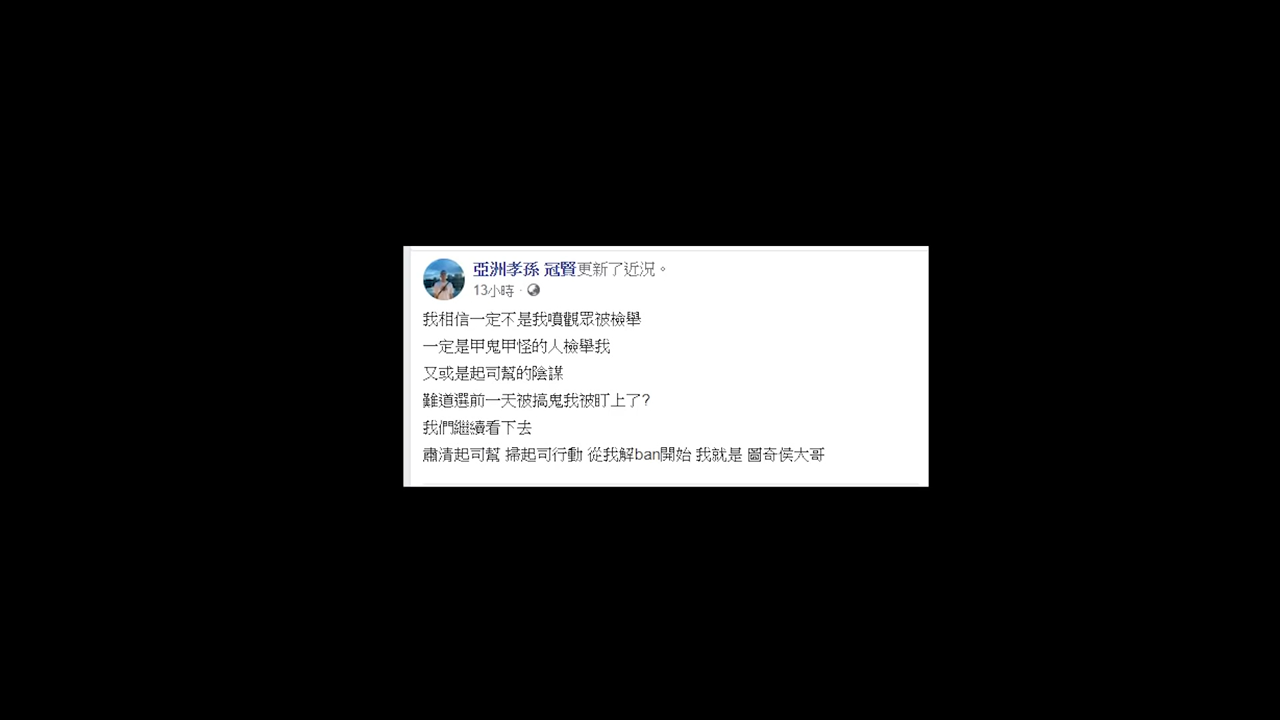 亞洲孝孫 冠賢更新了近況。
13小時 ·
我相信一定不是我噴觀眾被檢舉
一定是甲鬼甲怪的人檢舉我
又或是起司幫的陰謀
難道選前一天被搞鬼我被盯上了?
我們繼續看下去
肅清起司幫 掃起司行動 從我解ban開始 我就是 圖奇侯大哥